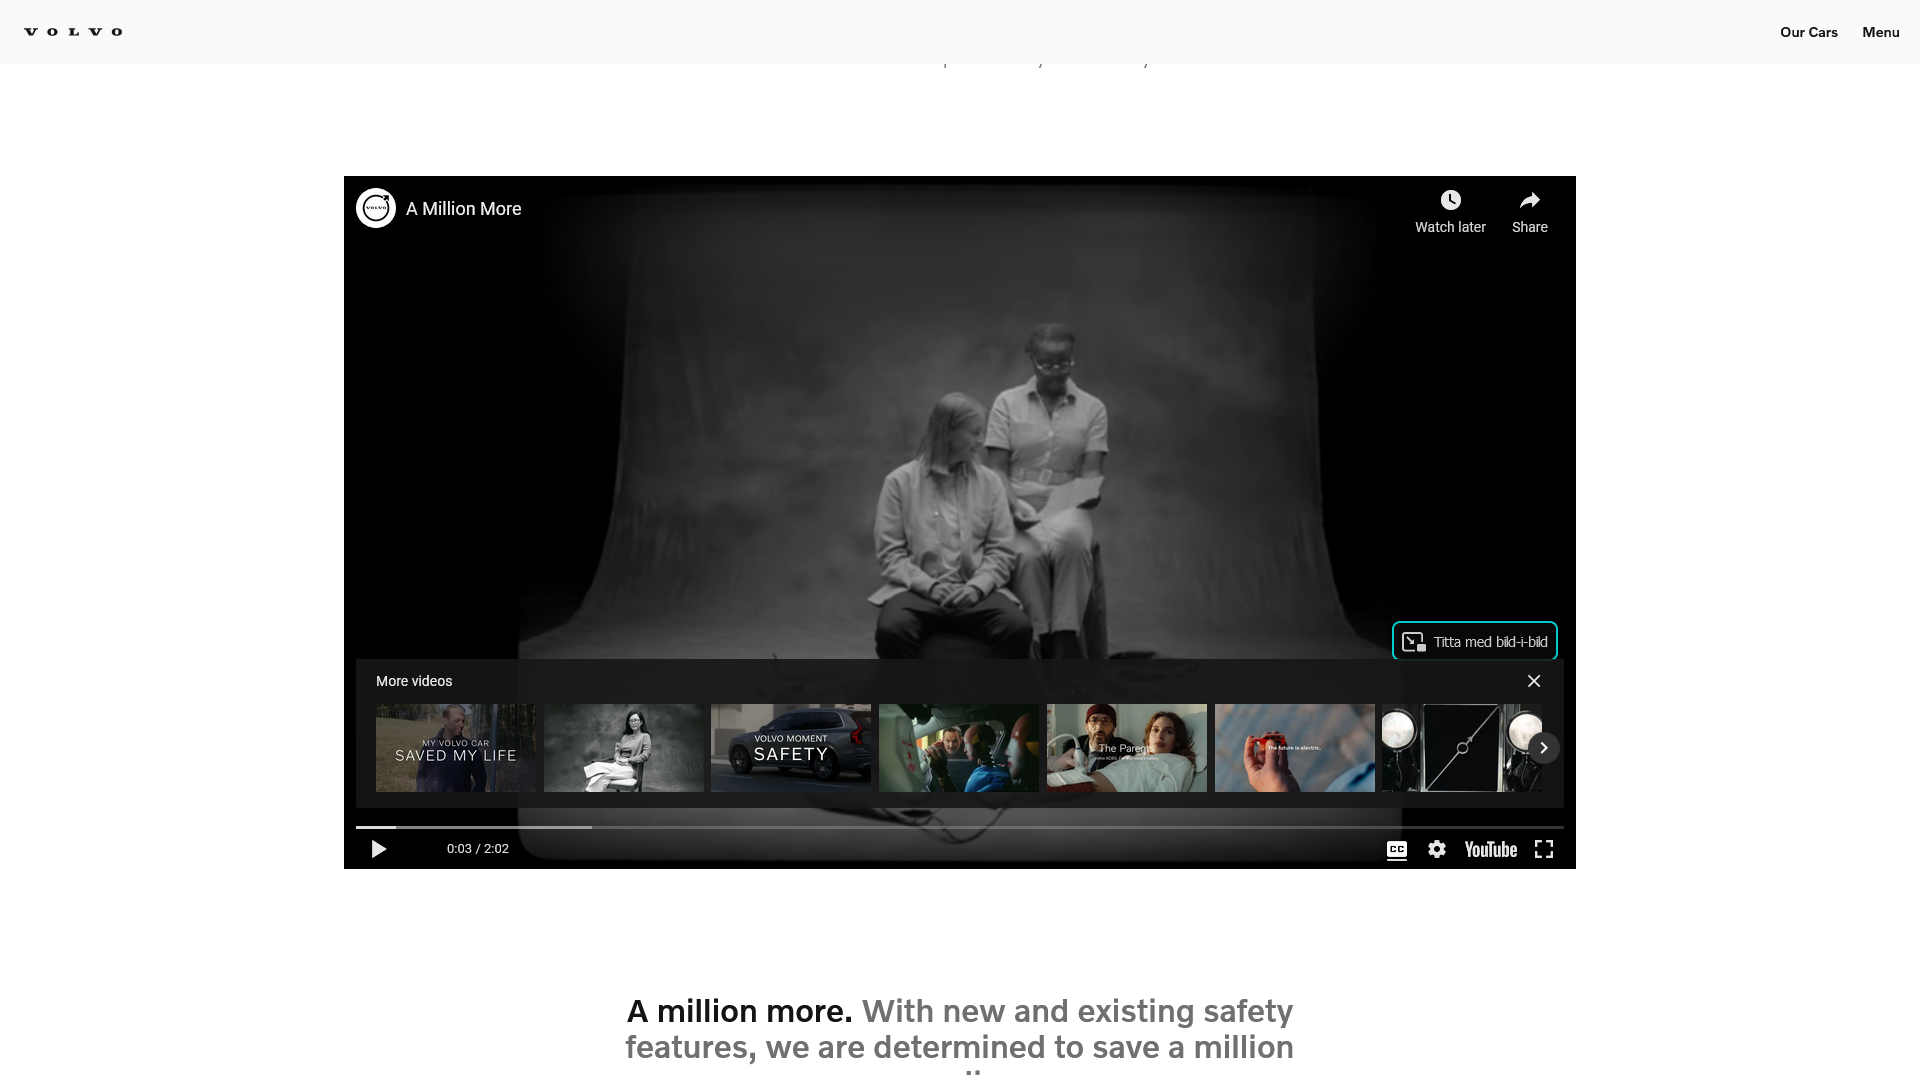 VOLVO
Our Cars
Menu
A Million More
Watch later
Share
Titta med bild-i-bild
More videos
MY VOLVO CAR
SAVED MY LIFE
VOLVO MOMENT
SAFETY
The Parents
The future is electric.
0:03 / 2:02
CC
YouTube
A million more. With new and existing safety
features, we are determined to save a million